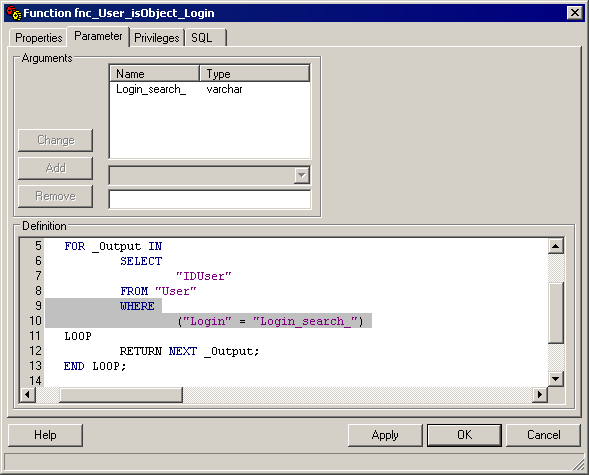 Function fnc_User_isObject_Login
Properties Parameter Privileges SQL
Arguments
Name Type
Login_search_ varchar
Change
Add
Remove
Definition
5 FOR _Output IN
6 SELECT
7 "IDUser"
8 FROM "User"
9 WHERE
10 ("Login" = "Login_search_")
11 LOOP
12 RETURN NEXT _Output;
13 END LOOP;
14
Help Apply OK Cancel